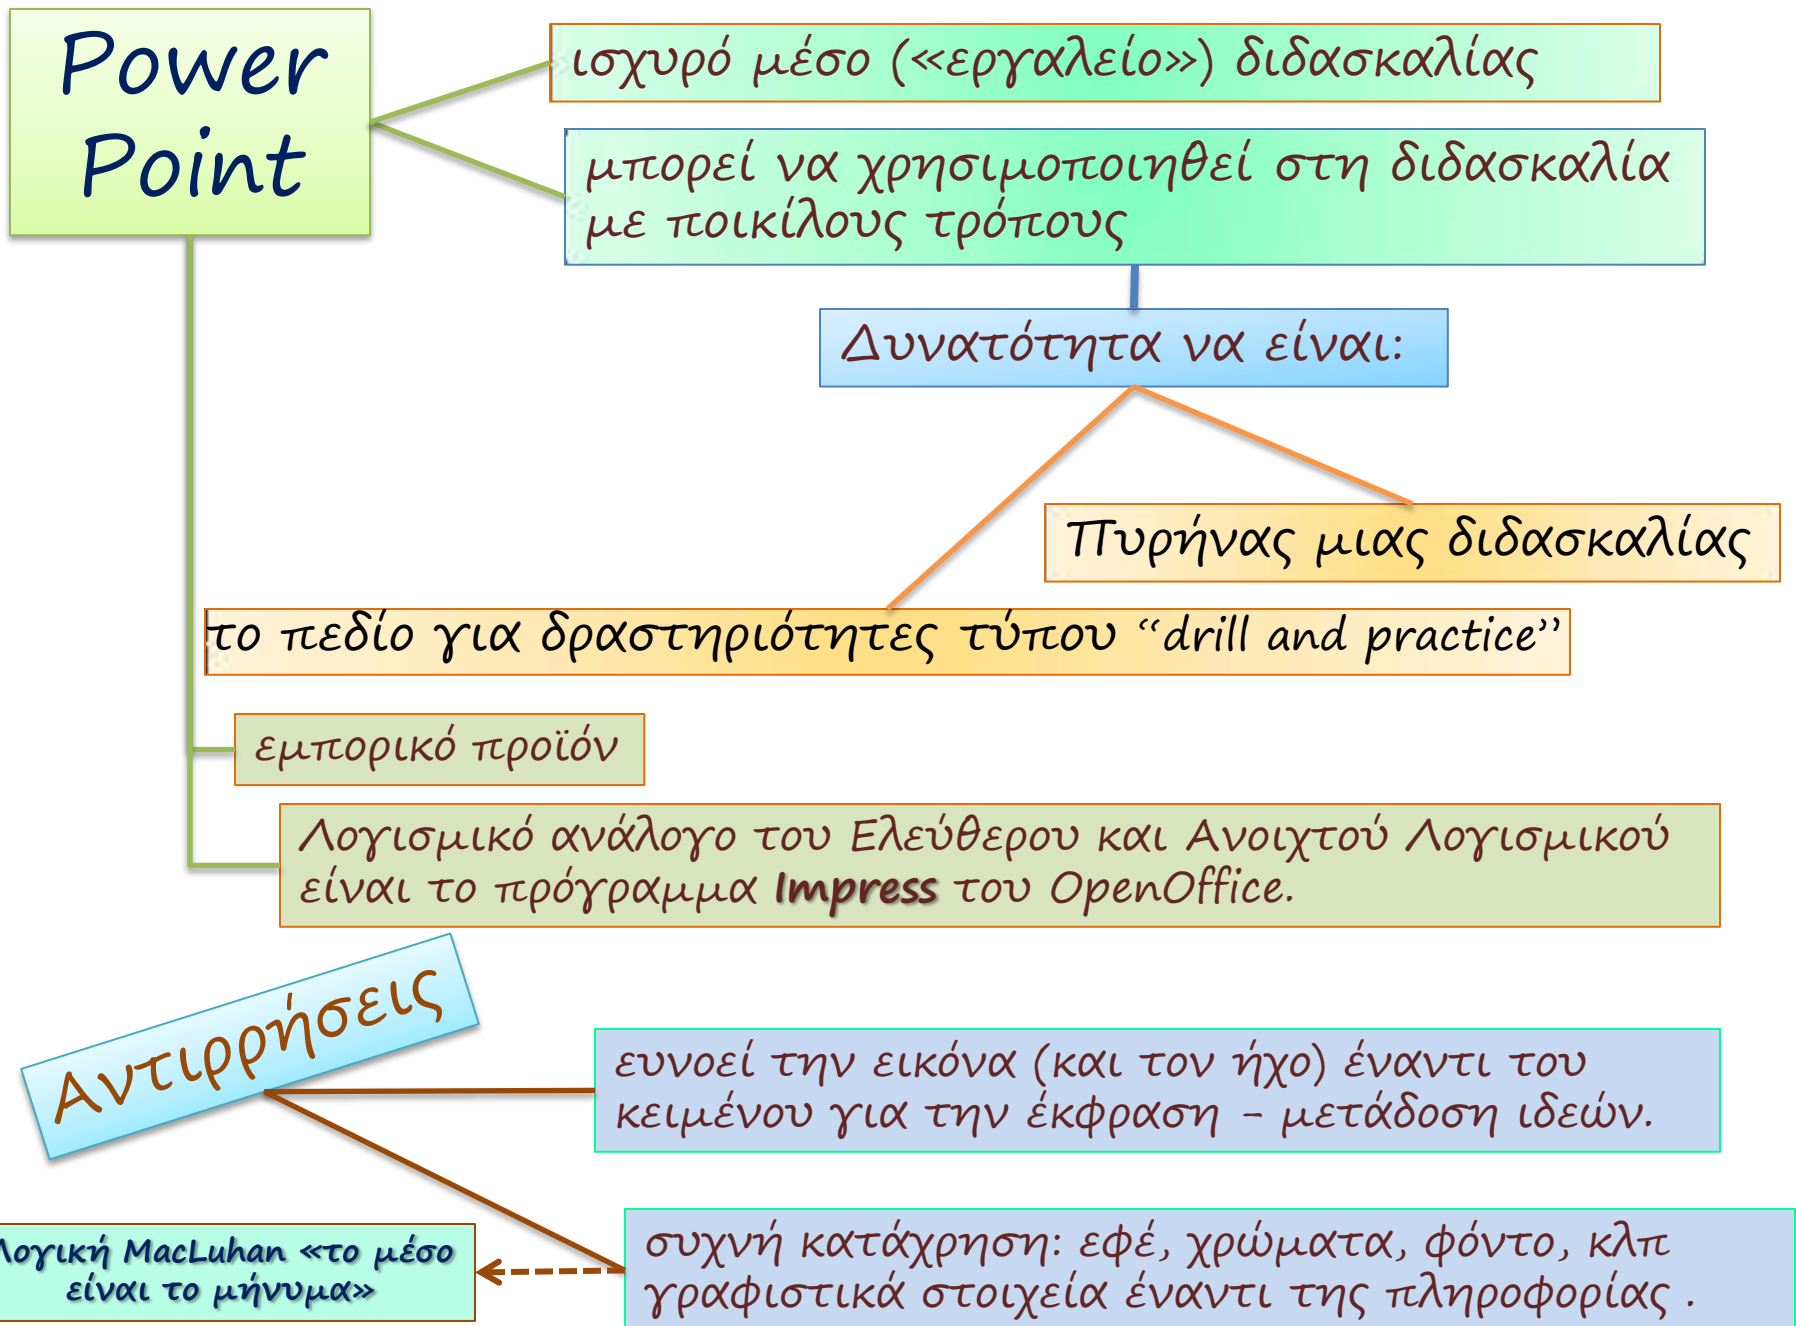 Power
Point
ισχυρό μέσο («εργαλείο») διδασκαλίας
μπορεί να χρησιμοποιηθεί στη διδασκαλία
με ποικίλους τρόπους
Δυνατότητα να είναι:
Πυρήνας μιας διδασκαλίας
το πεδίο για δραστηριότητες τύπου “drill and practice”
εμπορικό προϊόν
Λογισμικό ανάλογο του Ελεύθερου και Ανοιχτού Λογισμικού
είναι το πρόγραμμα Impress του OpenOffice.
Αντιρρήσεις
ευνοεί την εικόνα (και τον ήχο) έναντι του
κειμένου για την έκφραση - μετάδοση ιδεών.
συχνή κατάχρηση: εφέ, χρώματα, φόντο, κλπ
γραφιστικά στοιχεία έναντι της πληροφορίας .
Λογική MacLuhan «το μέσο
είναι το μήνυμα»